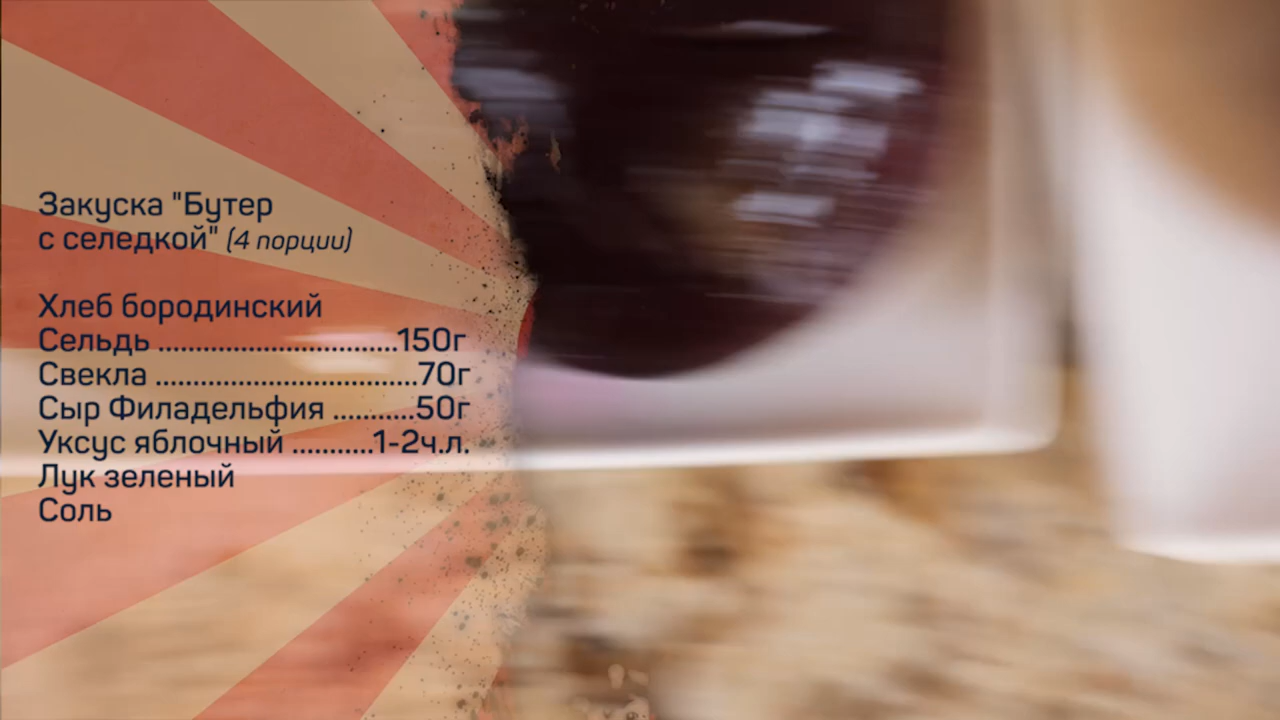 Закуска "Бутер
с селедкой" (4 порции)
Хлеб бородинский
Сельдь ................................150г
Свекла ...................................70г
Сыр Филадельфия ...........50г
Уксус яблочный ...........1-2ч.л.
Лук зеленый
Соль